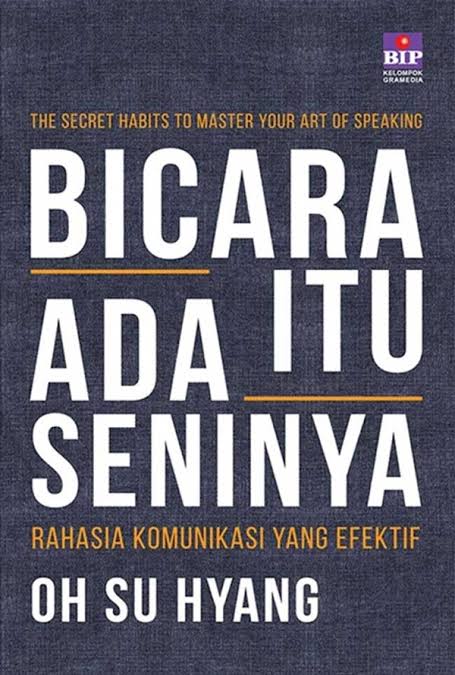 BIP
KELOMPOK
GRAMEDIA
THE SECRET HABITS TO MASTER YOUR ART OF SPEAKING
BICARA
ITU
ADA
SENINYA
RAHASIA KOMUNIKASI YANG EFEKTIF
OH SU HYANG